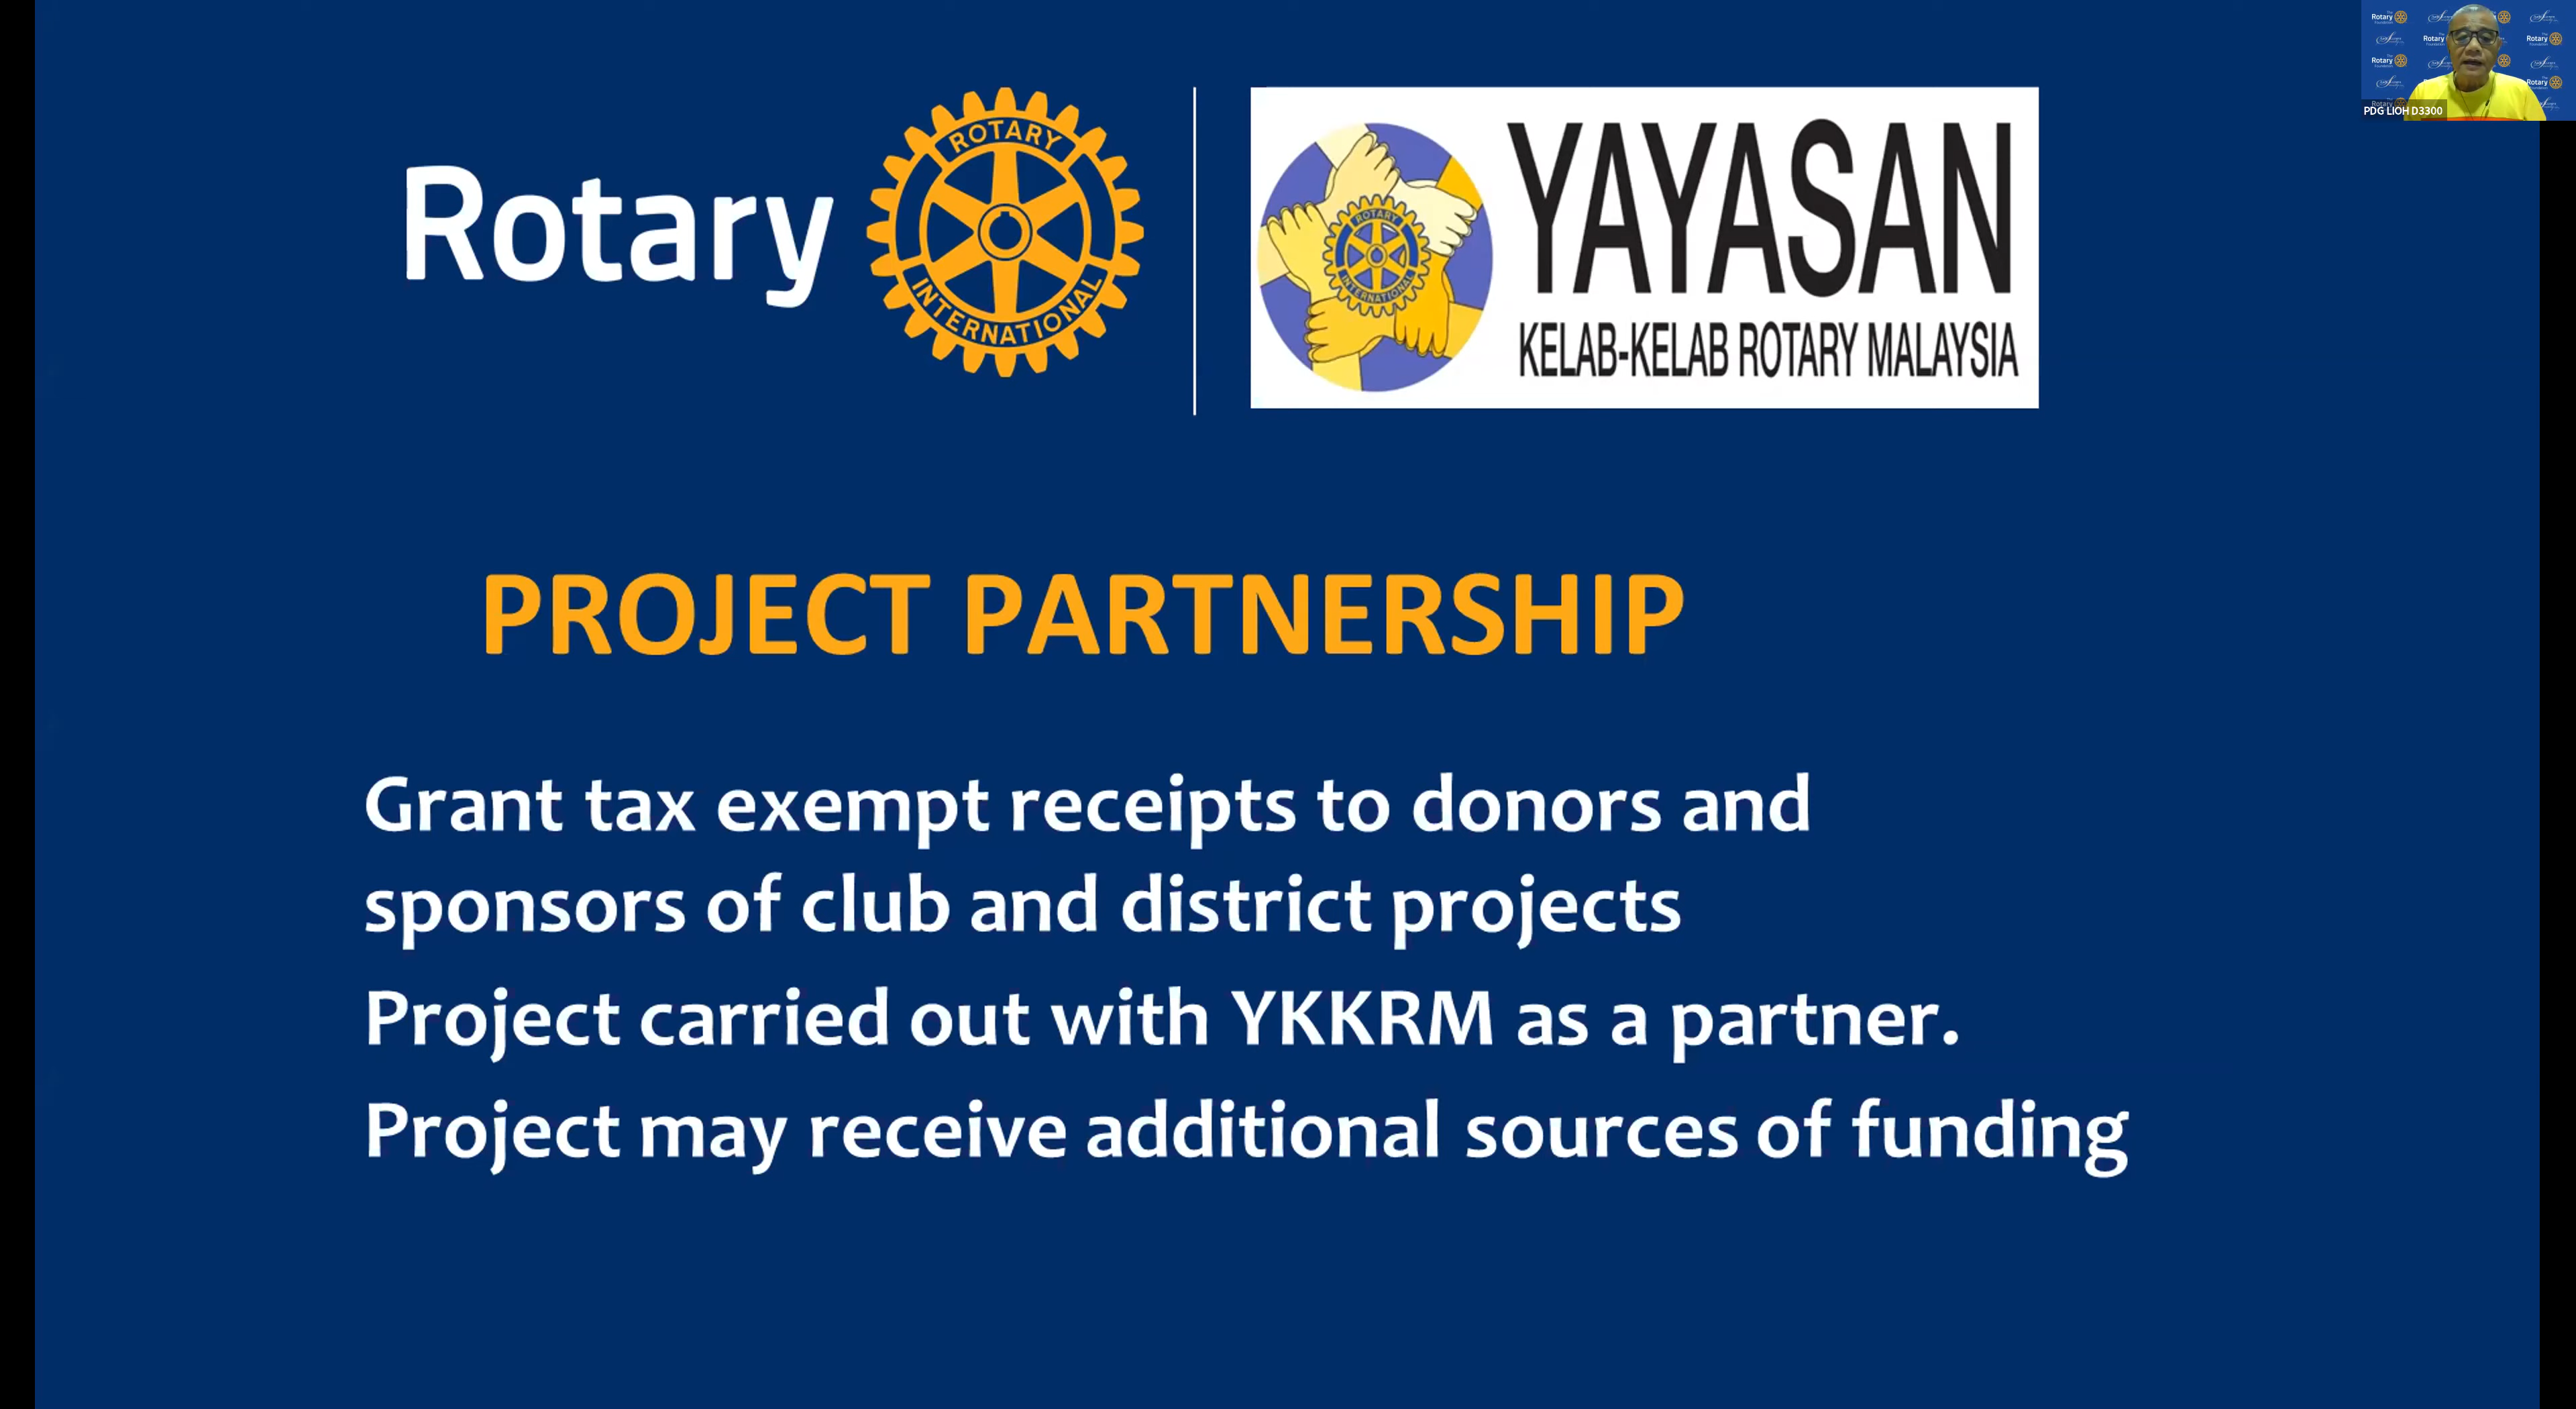 Rotary
ROTARY
INTERNATIONAL
ROTARY
INTERNATIONAL
YAYASAN
KELAB-KELAB ROTARY MALAYSIA
PDG LIOH D3300
PROJECT PARTNERSHIP
Grant tax exempt receipts to donors and
sponsors of club and district projects
Project carried out with YKKRM as a partner.
Project may receive additional sources of funding